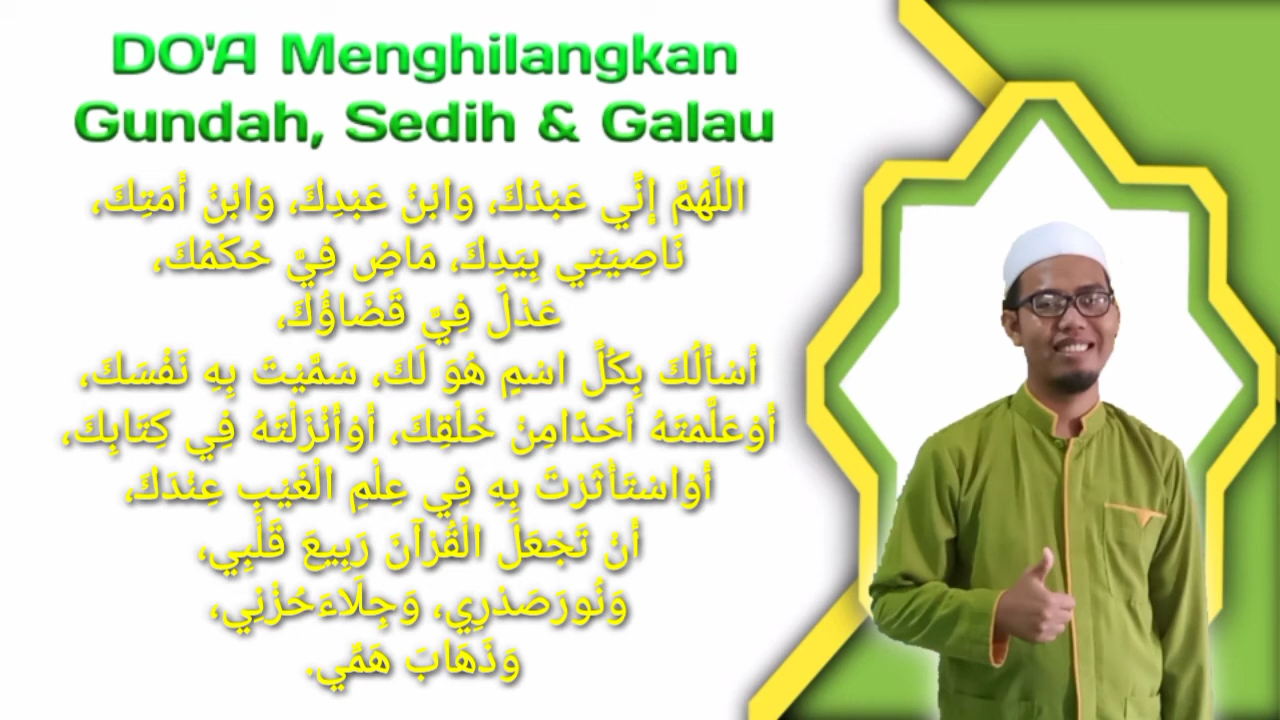 DO'A Menghilangkan
Gundah, Sedih & Galau
اللَّهُمَّ إِنِّي عَبْدُكَ، وَابْنُ عَبْدِكَ، وَابْنُ أَمَتِكَ،
نَاصِيَتِي بِيَدِكَ، مَاضٍ فِيَّ حُكْمُكَ،
عَدْلٌ فِيَّ قَضَاؤُكَ،
أَسْأَلُكَ بِكُلِّ اسْمٍ هُوَ لَكَ، سَمَّيْتَ بِهِ نَفْسَكَ،
أَوْعَلَّمْتَهُ أَحَدًامِنْ خَلْقِكَ، أَوْأَنْزَلْتَهُ فِي كِتَابِكَ،
أَوْاسْتَأْثَرْتَ بِهِ فِي عِلْمِ الْغَيْبِ عِنْدَكَ،
أَنْ تَجْعَلَ الْقُرْآنَ رَبِيعَ قَلْبِي،
وَنُورَصَدْرِي، وَجِلَاءَحُزْنِي،
وَذَهَابَ هَمِّي.